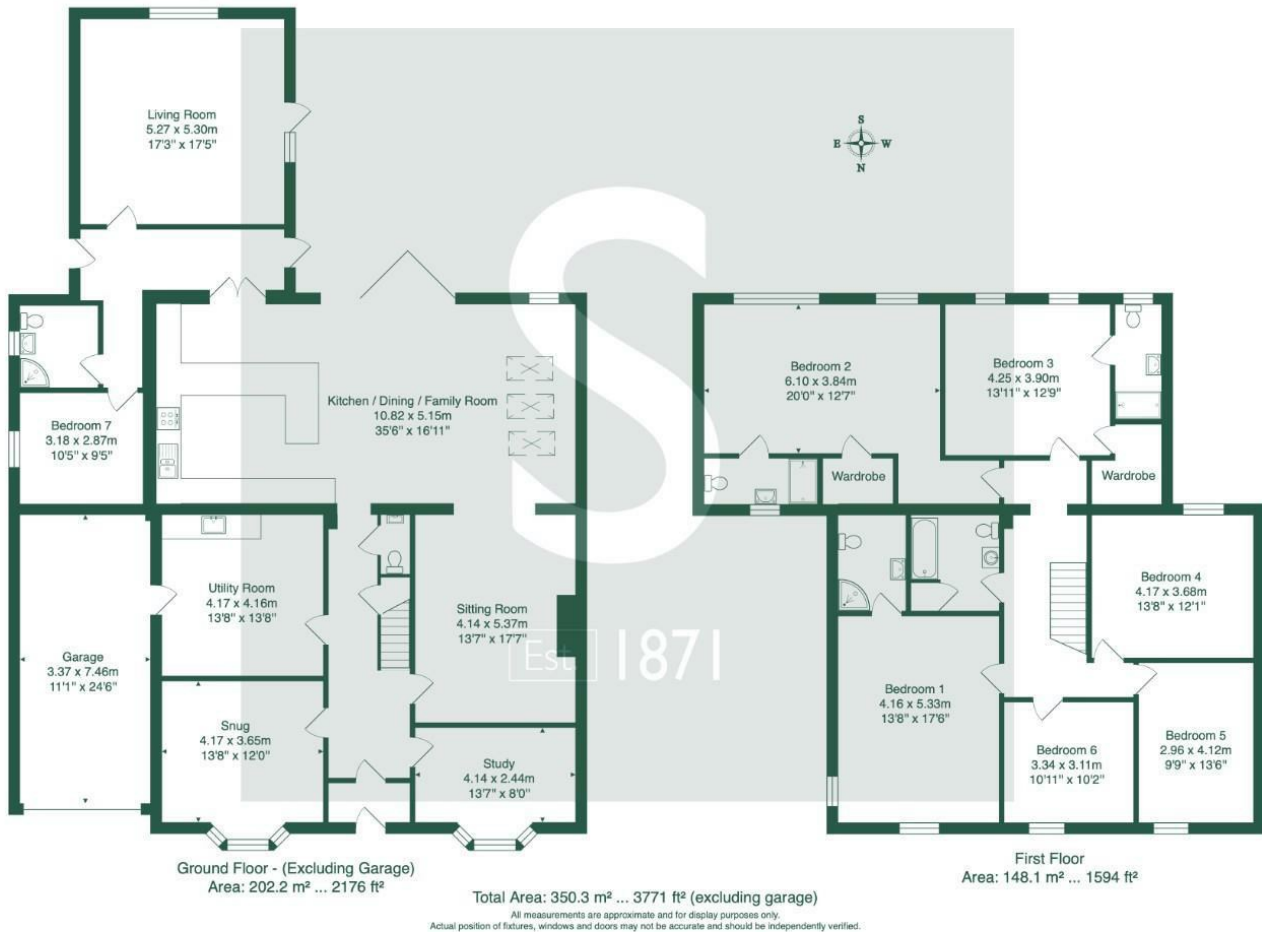 Living Room
5.27 x 5.30m
17'3" x 17'5"
S
E W
N
Kitchen / Dining / Family Room
10.82 x 5.15m
35'6" x 16'11"
Bedroom 7
3.18 x 2.87m
10'5" x 9'5"
Utility Room
4.17 x 4.16m
13'8" x 13'8"
Sitting Room
4.14 x 5.37m
13'7" x 17'7"
Garage
3.37 x 7.46m
11'1" x 24'6"
Snug
4.17 x 3.65m
13'8" x 12'0"
Study
4.14 x 2.44m
13'7" x 8'0"
Ground Floor - (Excluding Garage)
Area: 202.2 m² ... 2176 ft²
S
Est. 1871
Bedroom 2
6.10 x 3.84m
20'0" x 12'7"
Bedroom 3
4.25 x 3.90m
13'11" x 12'9"
Wardrobe
Wardrobe
Bedroom 4
4.17 x 3.68m
13'8" x 12'1"
Bedroom 1
4.16 x 5.33m
13'8" x 17'6"
Bedroom 6
3.34 x 3.11m
10'11" x 10'2"
Bedroom 5
2.96 x 4.12m
9'9" x 13'6"
First Floor
Area: 148.1 m² ... 1594 ft²
Total Area: 350.3 m² ... 3771 ft² (excluding garage)
All measurements are approximate and for display purposes only.
Actual position of fixtures, windows and doors may not be accurate and should be independently verified.